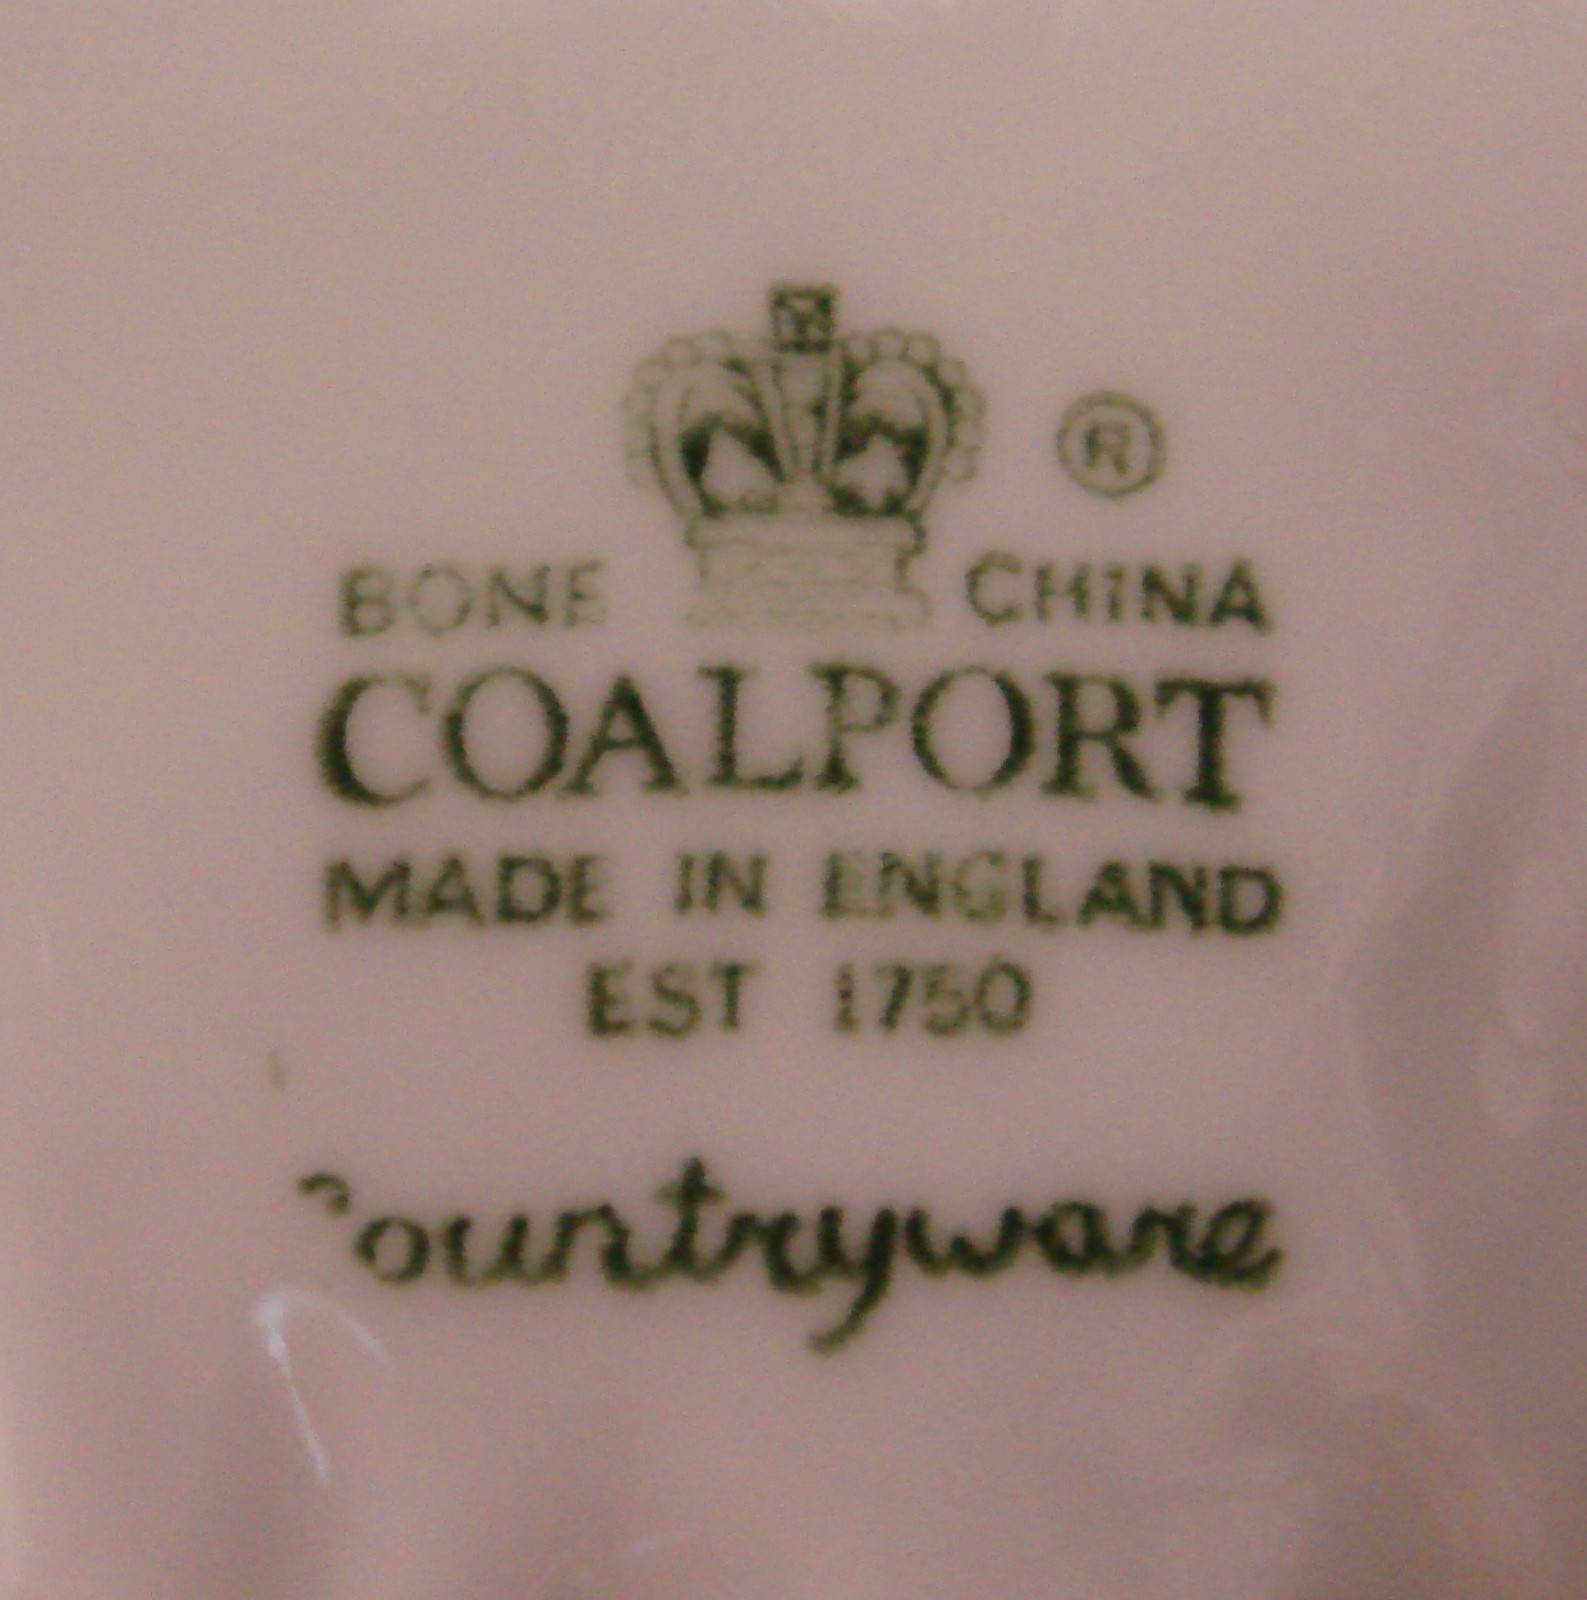 ®
BONE CHINA
COALPORT
MADE IN ENGLAND
EST 1750
Countryware